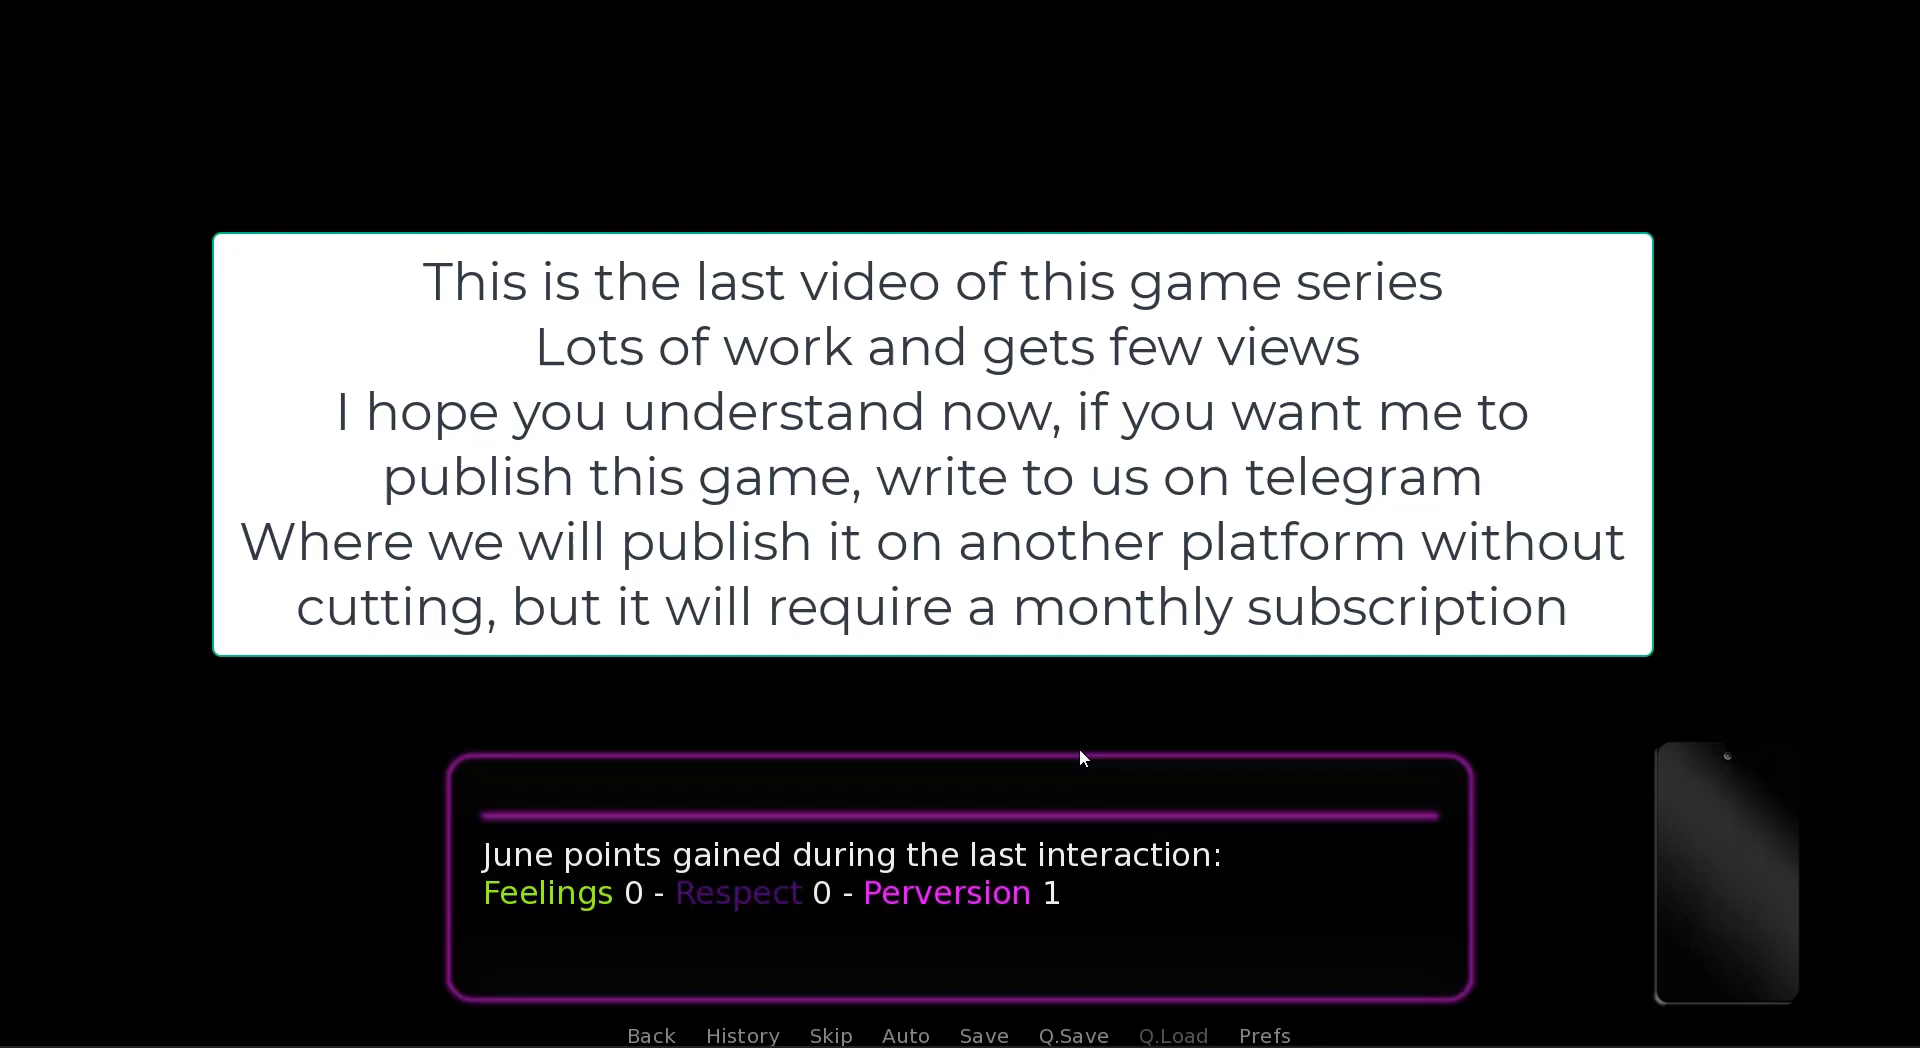 This is the last video of this game series
Lots of work and gets few views
I hope you understand now, if you want me to
publish this game, write to us on telegram
Where we will publish it on another platform without
cutting, but it will require a monthly subscription
June points gained during the last interaction:
Feelings 0 - Respect 0 - Perversion 1
Back History Skip Auto Save Q.Save Q.Load Prefs